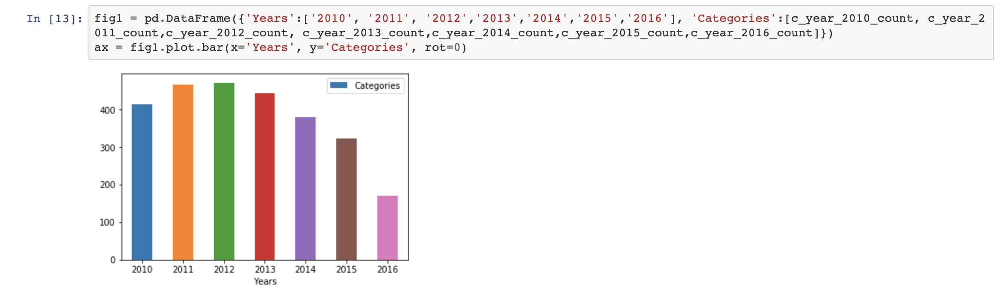 In [13]: fig1 = pd.DataFrame({'Years':['2010', '2011', '2012','2013','2014','2015','2016'], 'Categories':[c_year_2010_count, c_year_2
011_count,c_year_2012_count, c_year_2013_count,c_year_2014_count,c_year_2015_count,c_year_2016_count]})
ax = fig1.plot.bar(x='Years', y='Categories', rot=0)
Categories
400
300
200
100
0
2010 2011 2012 2013 2014 2015 2016
Years